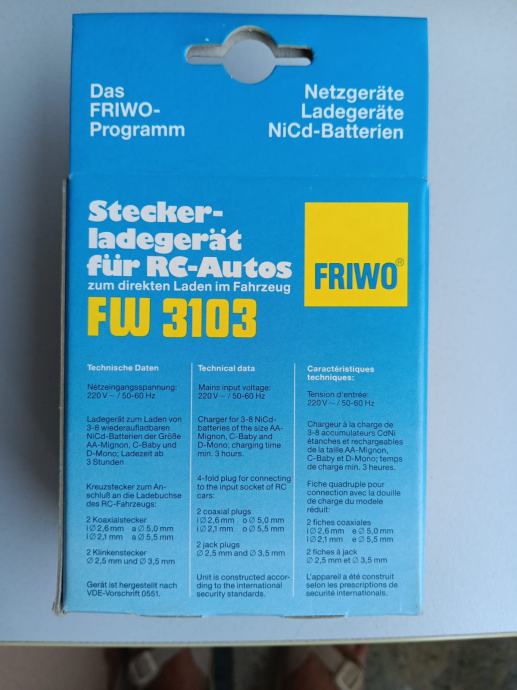 Das
FRIWO-
Programm
Netzgeräte
Ladegeräte
NiCd-Batterien
Stecker-
ladegerät
für RC-Autos
zum direkten Laden im Fahrzeug
FW 3103
FRIWO®
Technische Daten
Netzeingangsspannung:
220 V ~ / 50-60 Hz
Ladegerät zum Laden von
3-8 wiederaufladbaren
NiCd-Batterien der Größe
AA-Mignon, C-Baby und
D-Mono; Ladezeit ab
3 Stunden
Kreuzstecker zum An-
schluß an die Ladebuchse
des RC-Fahrzeugs:
2 Koaxialstecker
i Ø 2,6 mm a Ø 5,0 mm
i Ø 2,1 mm a Ø 5,5 mm
2 Klinkenstecker
Ø 2,5 mm und Ø 3,5 mm
Gerät ist hergestellt nach
VDE-Vorschrift 0551.
Technical data
Mains input voltage:
220 V ~ / 50-60 Hz
Charger for 3-8 NiCd-
batteries of the size AA-
Mignon, C-Baby and
D-Mono; charging time
min. 3 hours.
4-fold plug for connecting
to the input socket of RC
cars:
2 coaxial plugs
i Ø 2,6 mm o Ø 5,0 mm
i Ø 2,1 mm o Ø 5,5 mm
2 jack plugs
Ø 2,5 mm and Ø 3,5 mm
Unit is constructed accor-
ding to the international
security standards.
Caractéristiques
techniques:
Tension d'entrée:
220 V ~ / 50-60 Hz
Chargeur à la charge de
3-8 accumulateurs CdNi
étanches et rechargeables
de la taille AA-Mignon,
C-Baby et D-Mono; temps
de charge min. 3 heures.
Fiche quadruple pour
connection avec la douille
de charge du modele
réduit:
2 fiches coaxiales
i Ø 2,6 mm e Ø 5,0 mm
i Ø 2,1 mm e Ø 5,5 mm
2 fiches à jack
Ø 2,5 mm et Ø 3,5 mm
L'appareil a été construit
selon les prescriptions de
securité internationals.